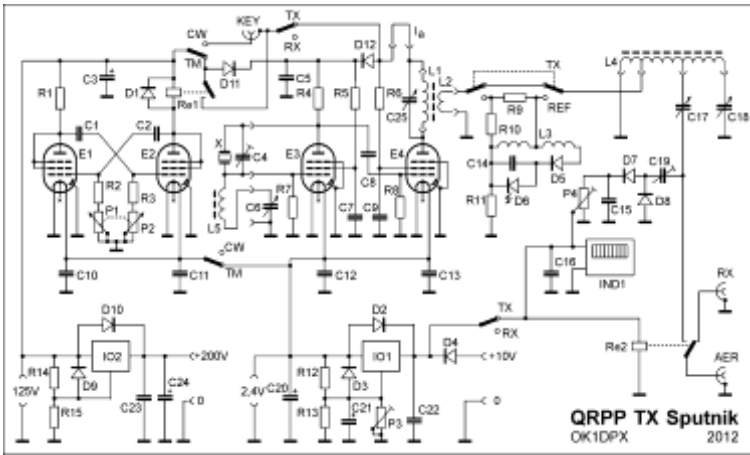 CW KEY TX
RX
TM
D12 Ia
C3 D1 D11 C5 R4 R5 R6 L1 L2 TX L4
R1 Re1
C25 R9 REF
R10 L3 C17 C18
C1 C2
E1 E2 X C4 E3 E4
C14 D5 D7 C19
R2 R3 R7 C8 R8 D6 P4 D8
P1 P2 L5 C6 C7 C9 R11 C15
CW
TM
C10 C11 C12 C13 C16 IND1 RX
D10 D2 TX
RX
D4 Re2
IO2 +200V IO1 +10V AER
R14 D9 C24 R12 D3
125V C23 0 2,4V C20 C21 C22 0
R15 R13 P3
QRPP TX Sputnik
OK1DPX 2012